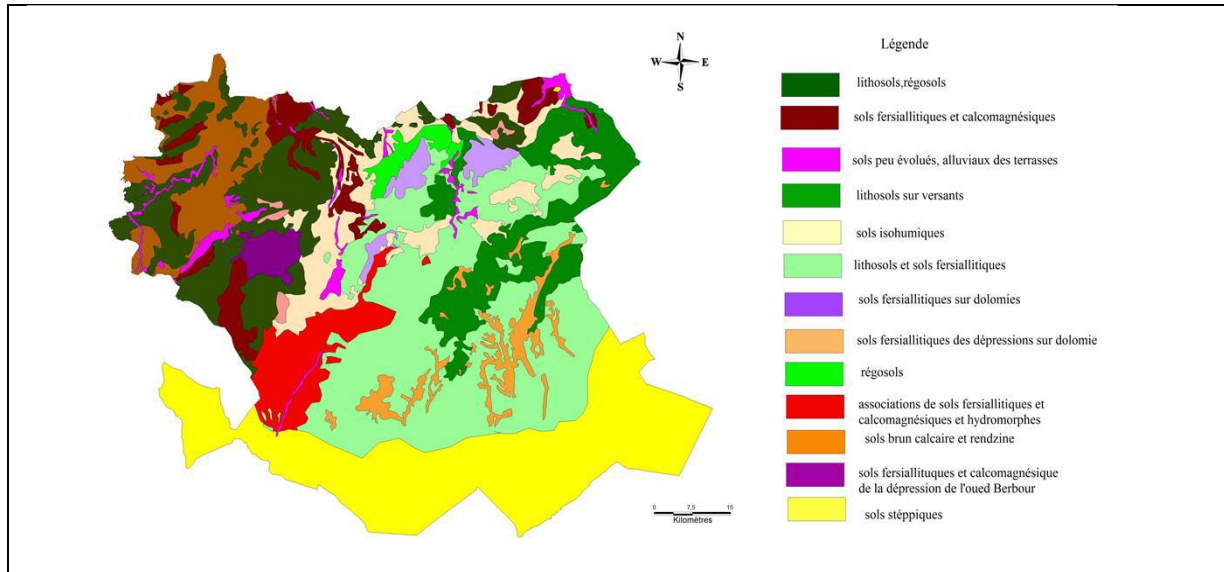 N
W E
S
Légende
lithosols,régosols
sols fersiallitiques et calcomagnésiques
sols peu évolués, alluviaux des terrasses
lithosols sur versants
sols isohumiques
lithosols et sols fersiallitiques
sols fersiallitiques sur dolomies
sols fersiallitiques des dépressions sur dolomie
régosols
associations de sols fersiallitiques et
calcomagnésiques et hydromorphes
sols brun calcaire et rendzine
sols fersiallituques et calcomagnésique
de la dépression de l'oued Berbour
sols stéppiques
0 7.5 15
Kilomètres